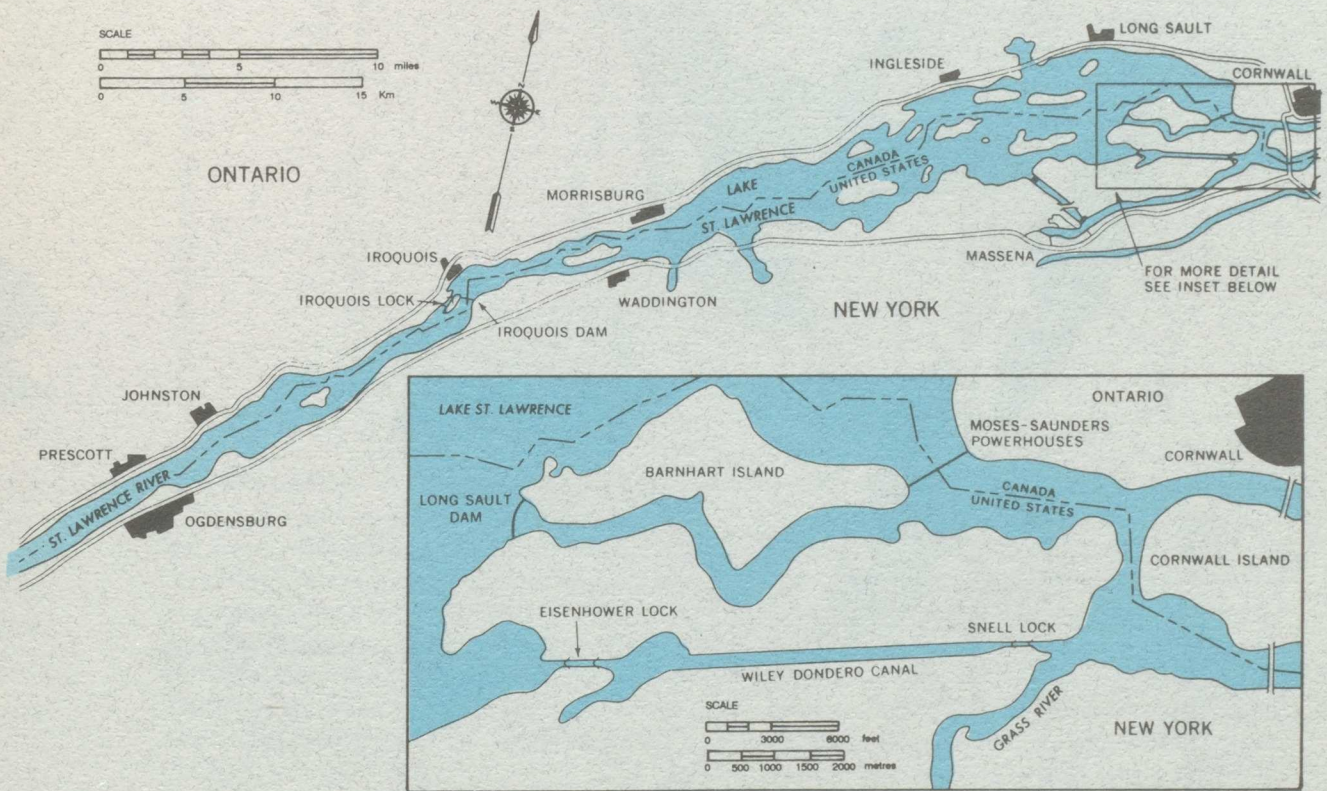 SCALE
0 5 10 miles
0 5 10 15 Km
ONTARIO
LONG SAULT
INGLESIDE
CORNWALL
MORRISBURG
LAKE
ST. LAWRENCE
CANADA
UNITED STATES
IROQUOIS
IROQUOIS LOCK
IROQUOIS DAM
WADDINGTON
MASSENA
NEW YORK
FOR MORE DETAIL
SEE INSET BELOW
JOHNSTON
PRESCOTT
ST. LAWRENCE RIVER
OGDENSBURG
LAKE ST. LAWRENCE
ONTARIO
MOSES-SAUNDERS
POWERHOUSES
CORNWALL
BARNHART ISLAND
CANADA
UNITED STATES
LONG SAULT
DAM
CORNWALL ISLAND
EISENHOWER LOCK
SNELL LOCK
WILEY DONDERO CANAL
GRASS RIVER
NEW YORK
SCALE
0 3000 6000 feet
0 500 1000 1500 2000 metres